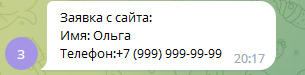 Заявка с сайта:
Имя: Ольга
Телефон:+7 (999) 999-99-99
З
20:17